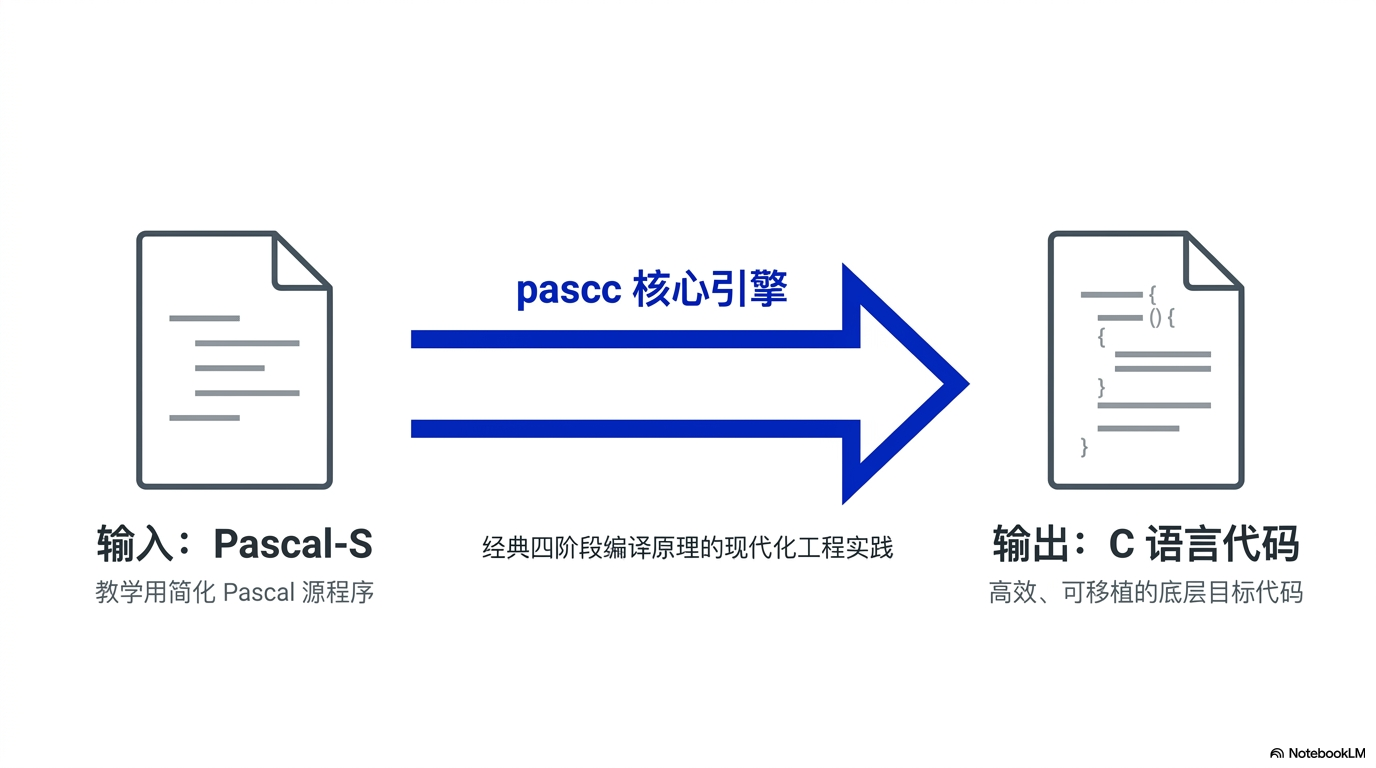 pascc 核心引擎
{
() {
{
}
}
输入：Pascal-S
教学用简化 Pascal 源程序
经典四阶段编译原理的现代化工程实践
输出：C 语言代码
高效、可移植的底层目标代码
NotebookLM